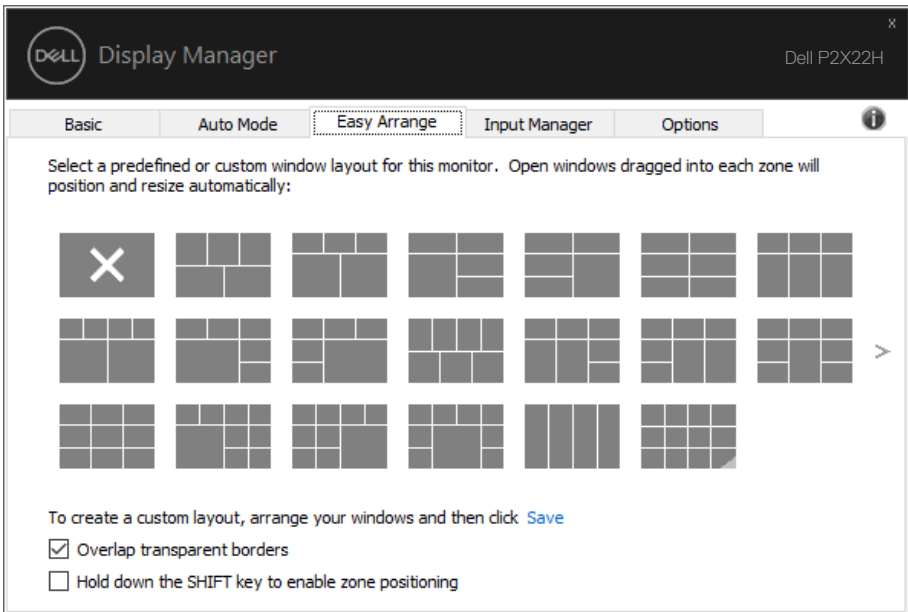 x
DELL Display Manager
Dell P2X22H
Basic Auto Mode Easy Arrange Input Manager Options
Select a predefined or custom window layout for this monitor. Open windows dragged into each zone will
position and resize automatically:
To create a custom layout, arrange your windows and then click Save
Overlap transparent borders
Hold down the SHIFT key to enable zone positioning